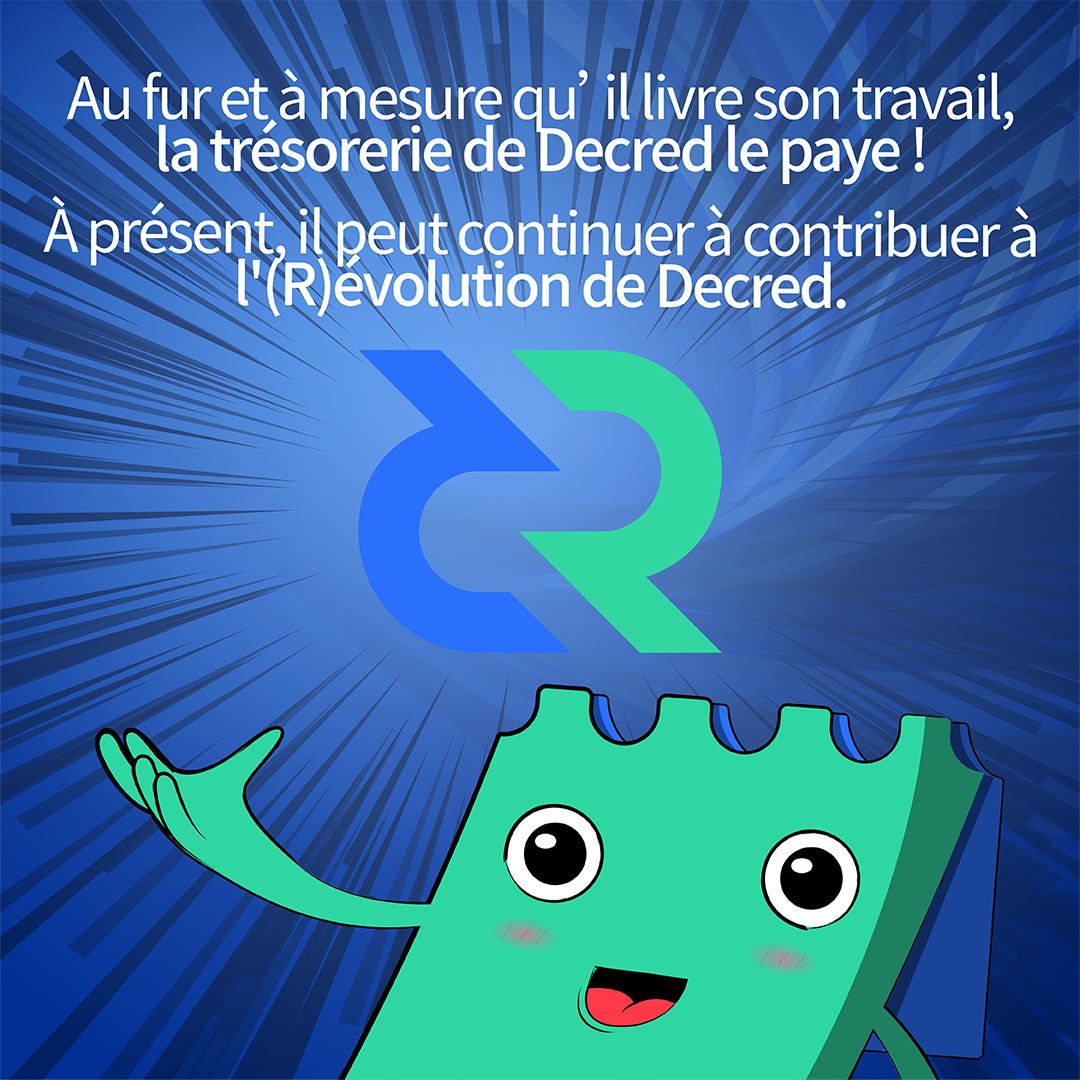 Au fur et à mesure qu’ il livre son travail,
la trésorerie de Decred le paye !
À présent, il peut continuer à contribuer à
l'(R)évolution de Decred.